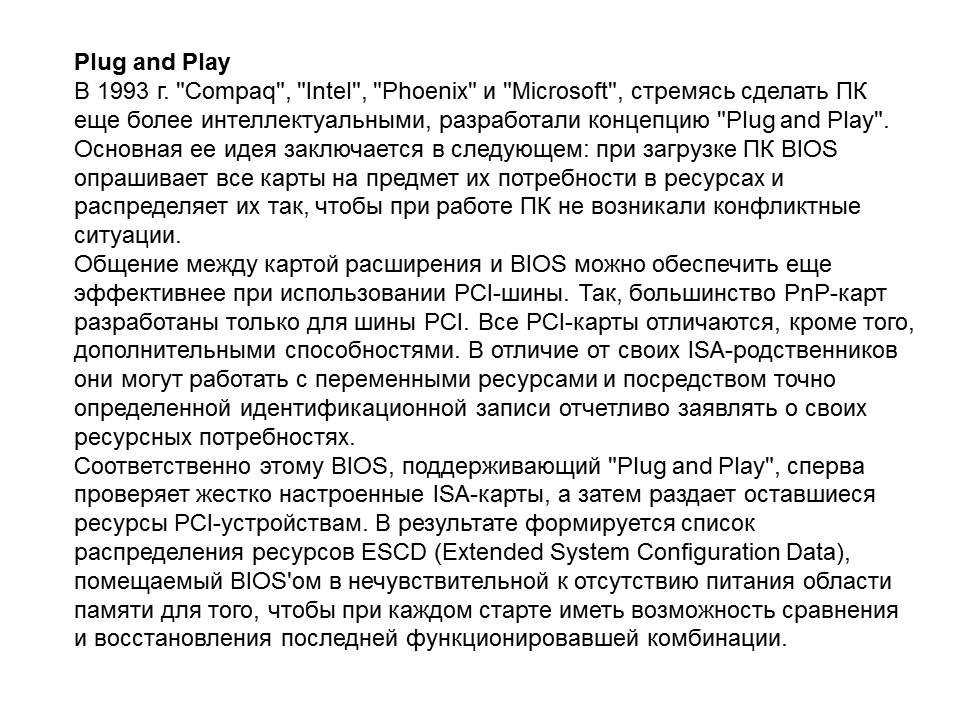 Plug and Play
В 1993 г. "Compaq", "Intel", "Phoenix" и "Microsoft", стремясь сделать ПК
еще более интеллектуальными, разработали концепцию "Plug and Play".
Основная ее идея заключается в следующем: при загрузке ПК BIOS
опрашивает все карты на предмет их потребности в ресурсах и
распределяет их так, чтобы при работе ПК не возникали конфликтные
ситуации.
Общение между картой расширения и BIOS можно обеспечить еще
эффективнее при использовании PCI-шины. Так, большинство PnP-карт
разработаны только для шины PCI. Все PCI-карты отличаются, кроме того,
дополнительными способностями. В отличие от своих ISA-родственников
они могут работать с переменными ресурсами и посредством точно
определенной идентификационной записи отчетливо заявлять о своих
ресурсных потребностях.
Соответственно этому BIOS, поддерживающий "Plug and Play", сперва
проверяет жестко настроенные ISA-карты, а затем раздает оставшиеся
ресурсы PCI-устройствам. В результате формируется список
распределения ресурсов ESCD (Extended System Configuration Data),
помещаемый BIOS'ом в нечувствительной к отсутствию питания области
памяти для того, чтобы при каждом старте иметь возможность сравнения
и восстановления последней функционировавшей комбинации.